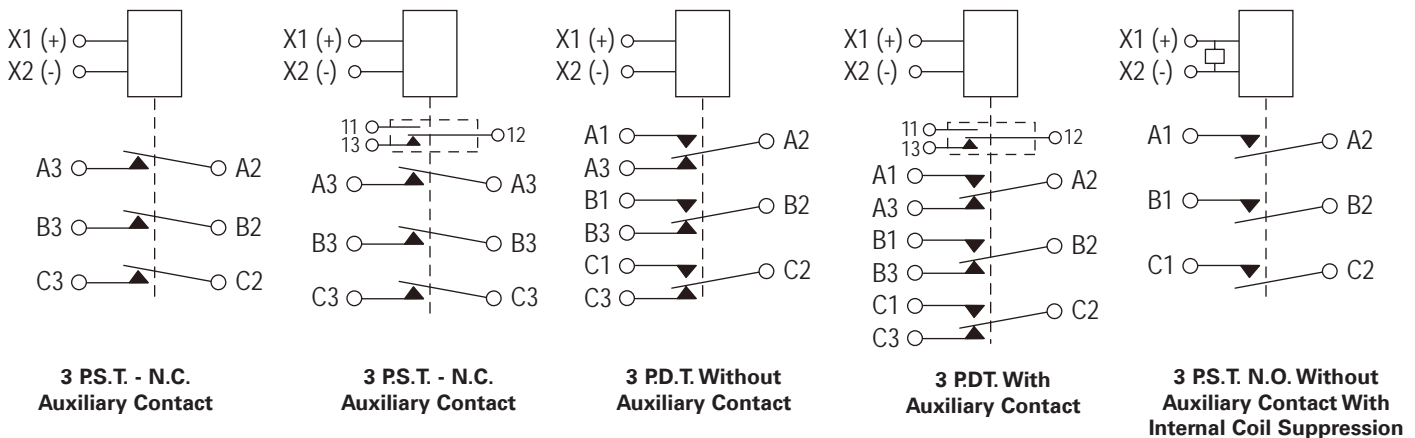 X1 (+)
X2 (-)
A3
A2
B3
B2
C3
C2
3 P.S.T. - N.C.
Auxiliary Contact
X1 (+)
X2 (-)
11
12
13
A3
A3
B3
B3
C3
C3
3 P.S.T. - N.C.
Auxiliary Contact
X1 (+)
X2 (-)
A1
A2
A3
B1
B2
B3
C1
C2
C3
3 P.D.T. Without
Auxiliary Contact
X1 (+)
X2 (-)
11
12
13
A1
A2
A3
B1
B2
B3
C1
C2
C3
3 P.DT. With
Auxiliary Contact
X1 (+)
X2 (-)
A1
A2
B1
B2
C1
C2
3 P.S.T. N.O. Without
Auxiliary Contact With
Internal Coil Suppression